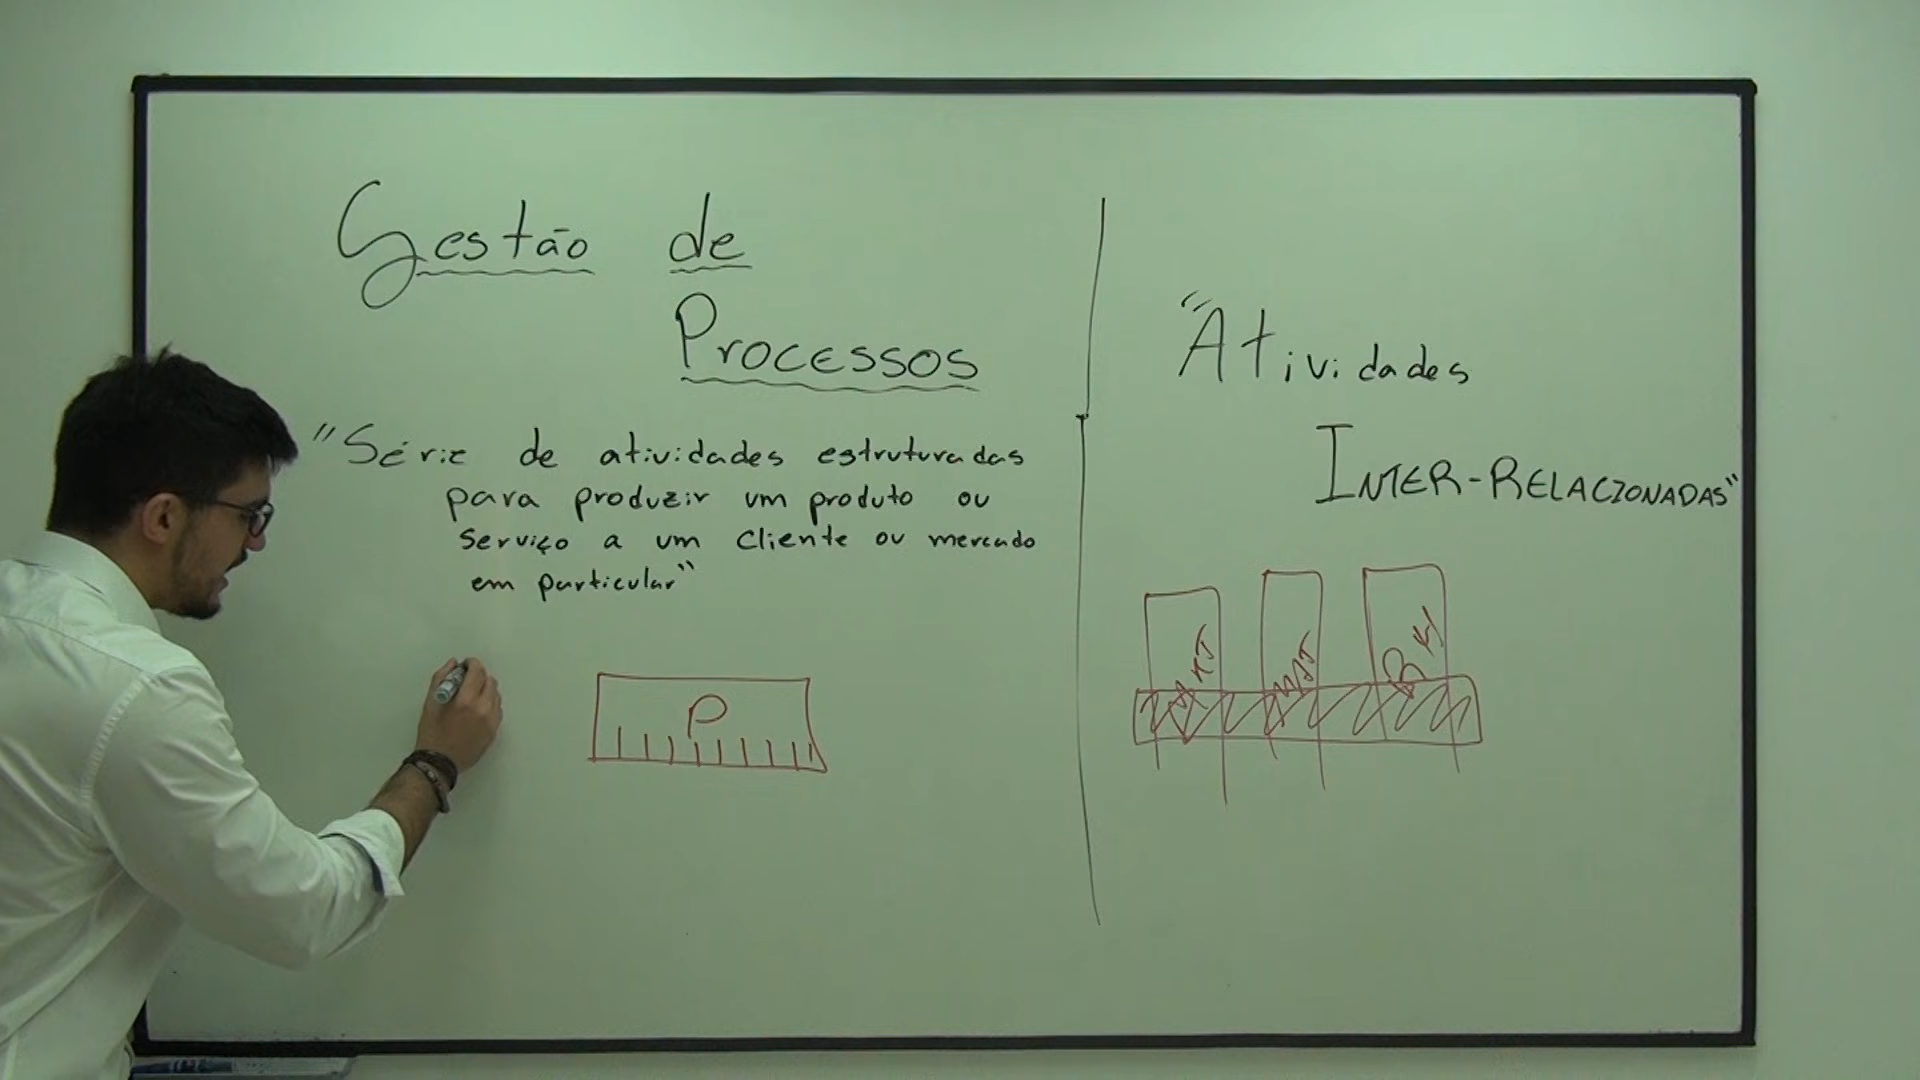 Gestão de
Processos
"Série de atividades estruturadas
para produzir um produto ou
serviço a um cliente ou mercado
em particular"
P
"Atividades
INTER-RELACIONADAS"
RH